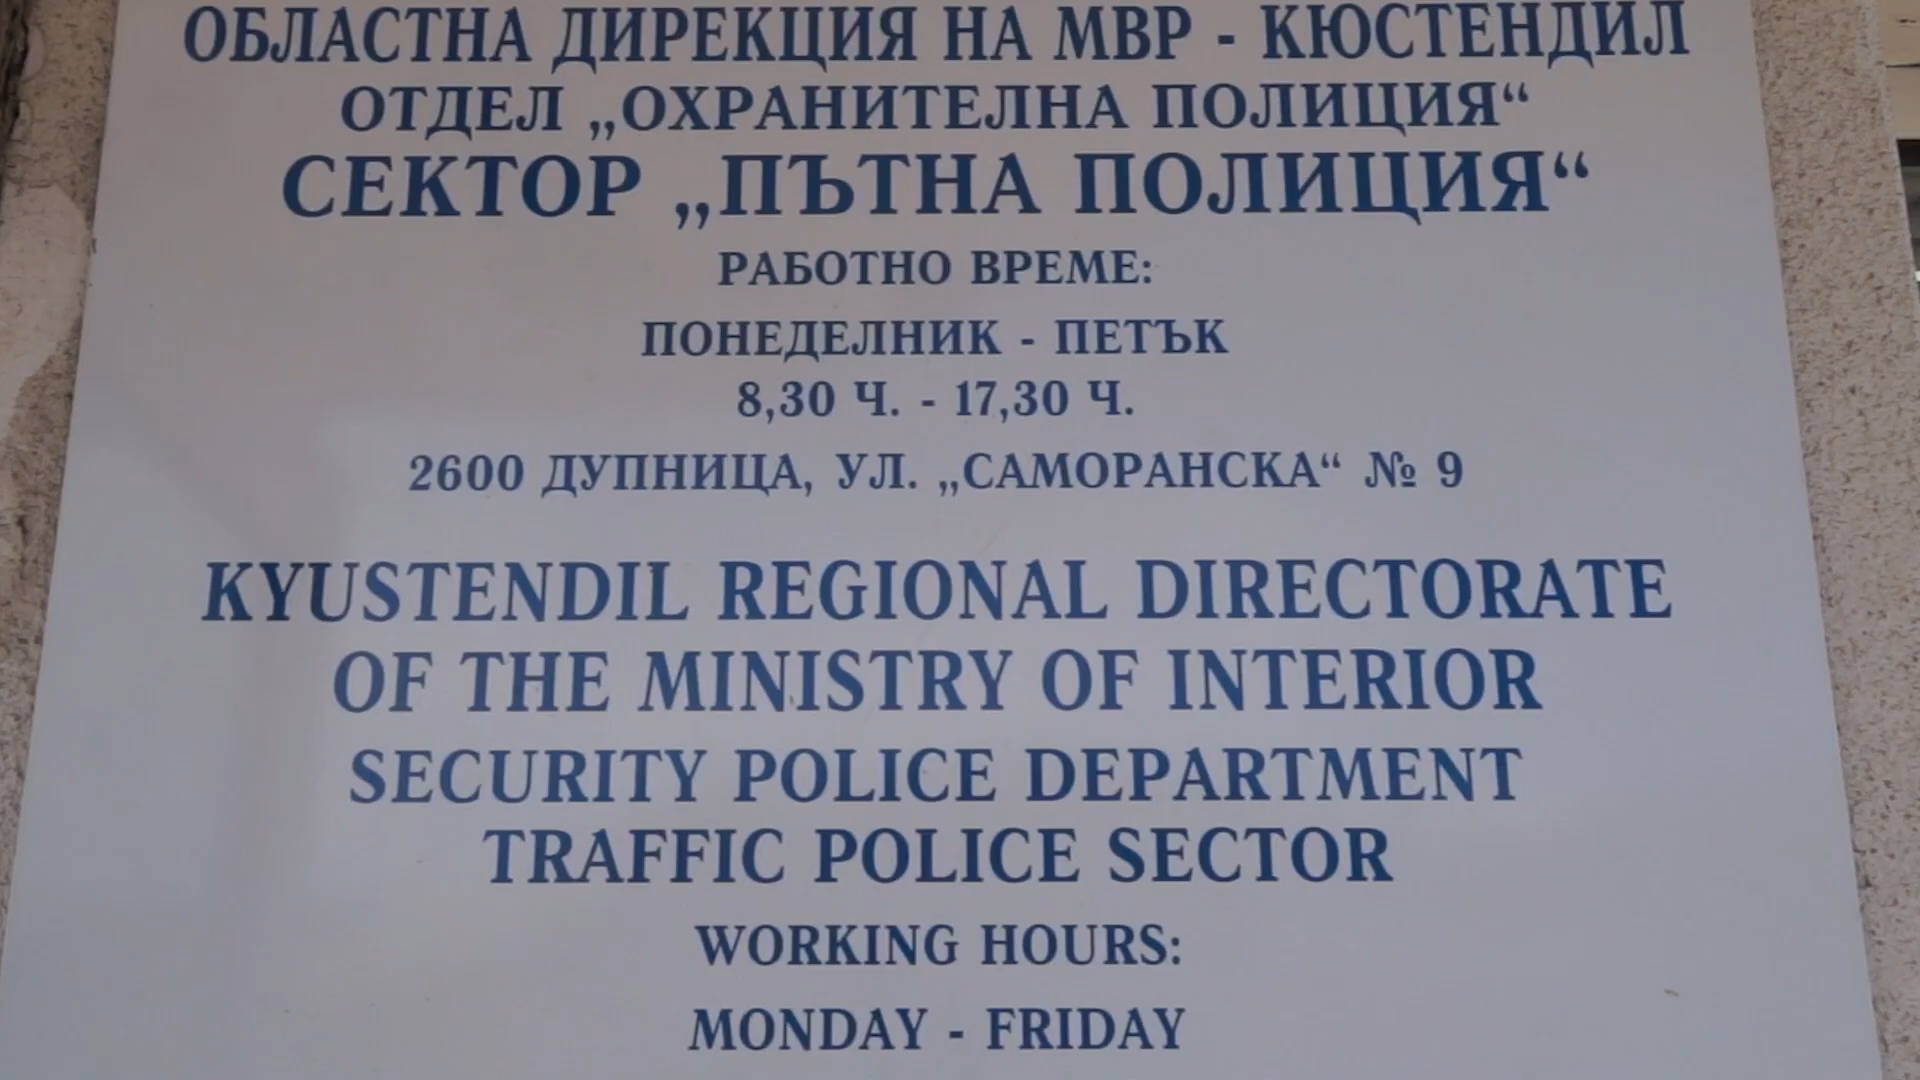 ОБЛАСТНА ДИРЕКЦИЯ НА МВР - КЮСТЕНДИЛ
ОТДЕЛ „ОХРАНИТЕЛНА ПОЛИЦИЯ“
СЕКТОР „ПЪТНА ПОЛИЦИЯ“
РАБОТНО ВРЕМЕ:
ПОНЕДЕЛНИК - ПЕТЪК
8,30 Ч. - 17,30 Ч.
2600 ДУПНИЦА, УЛ. „САМОРАНСКА“ № 9
KYUSTENDIL REGIONAL DIRECTORATE
OF THE MINISTRY OF INTERIOR
SECURITY POLICE DEPARTMENT
TRAFFIC POLICE SECTOR
WORKING HOURS:
MONDAY - FRIDAY